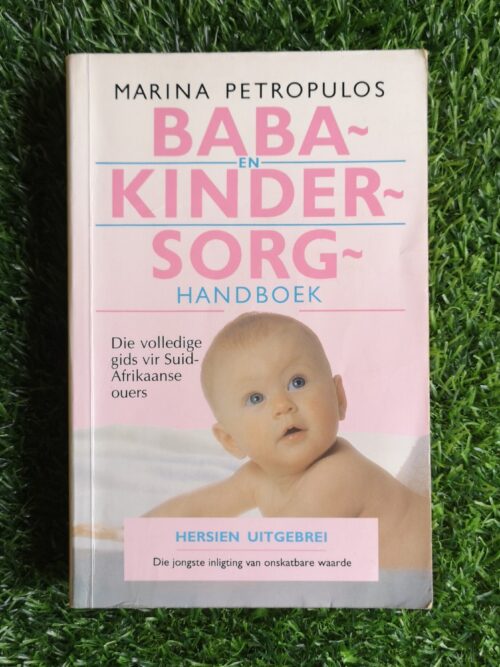 MARINA PETROPULOS
BABA~
EN
KINDER~
SORG~
HANDBOEK
Die volledige
gids vir Suid-
Afrikaanse
ouers
HERSIEN UITGEBREI
Die jongste inligting van onskatbare waarde